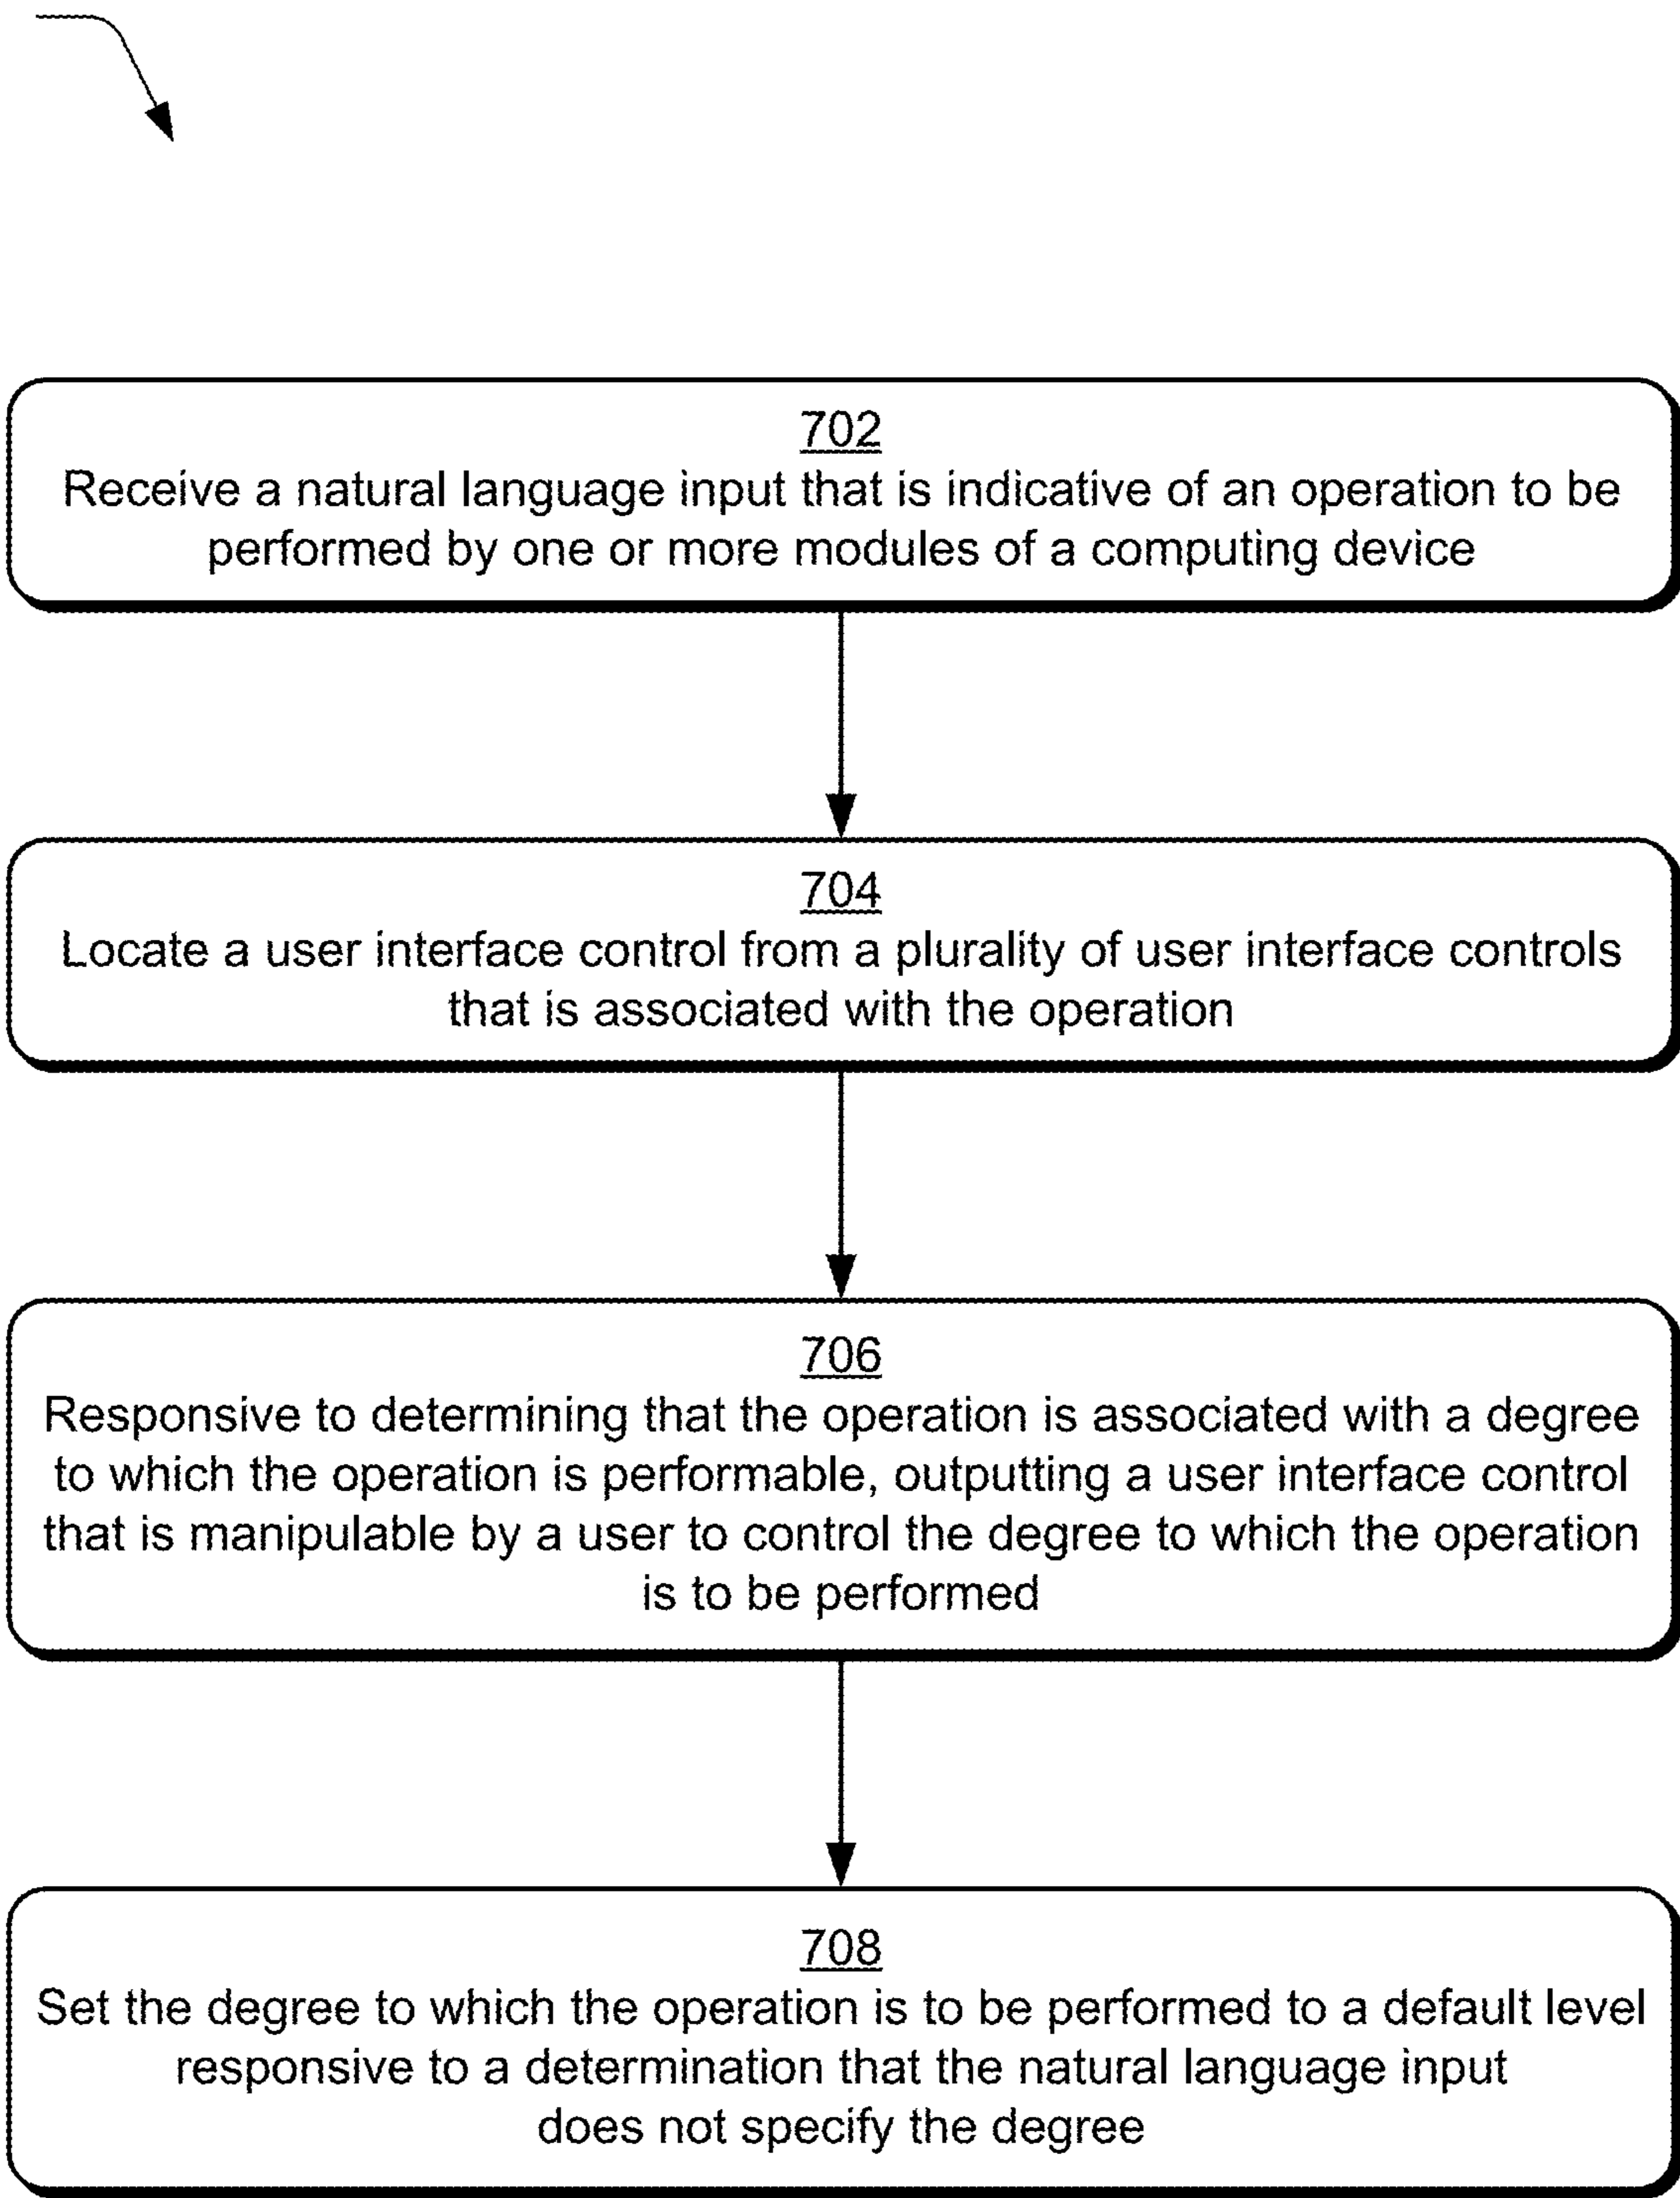 702
Receive a natural language input that is indicative of an operation to be
performed by one or more modules of a computing device
704
Locate a user interface control from a plurality of user interface controls
that is associated with the operation
706
Responsive to determining that the operation is associated with a degree
to which the operation is performable, outputting a user interface control
that is manipulable by a user to control the degree to which the operation
is to be performed
708
Set the degree to which the operation is to be performed to a default level
responsive to a determination that the natural language input
does not specify the degree